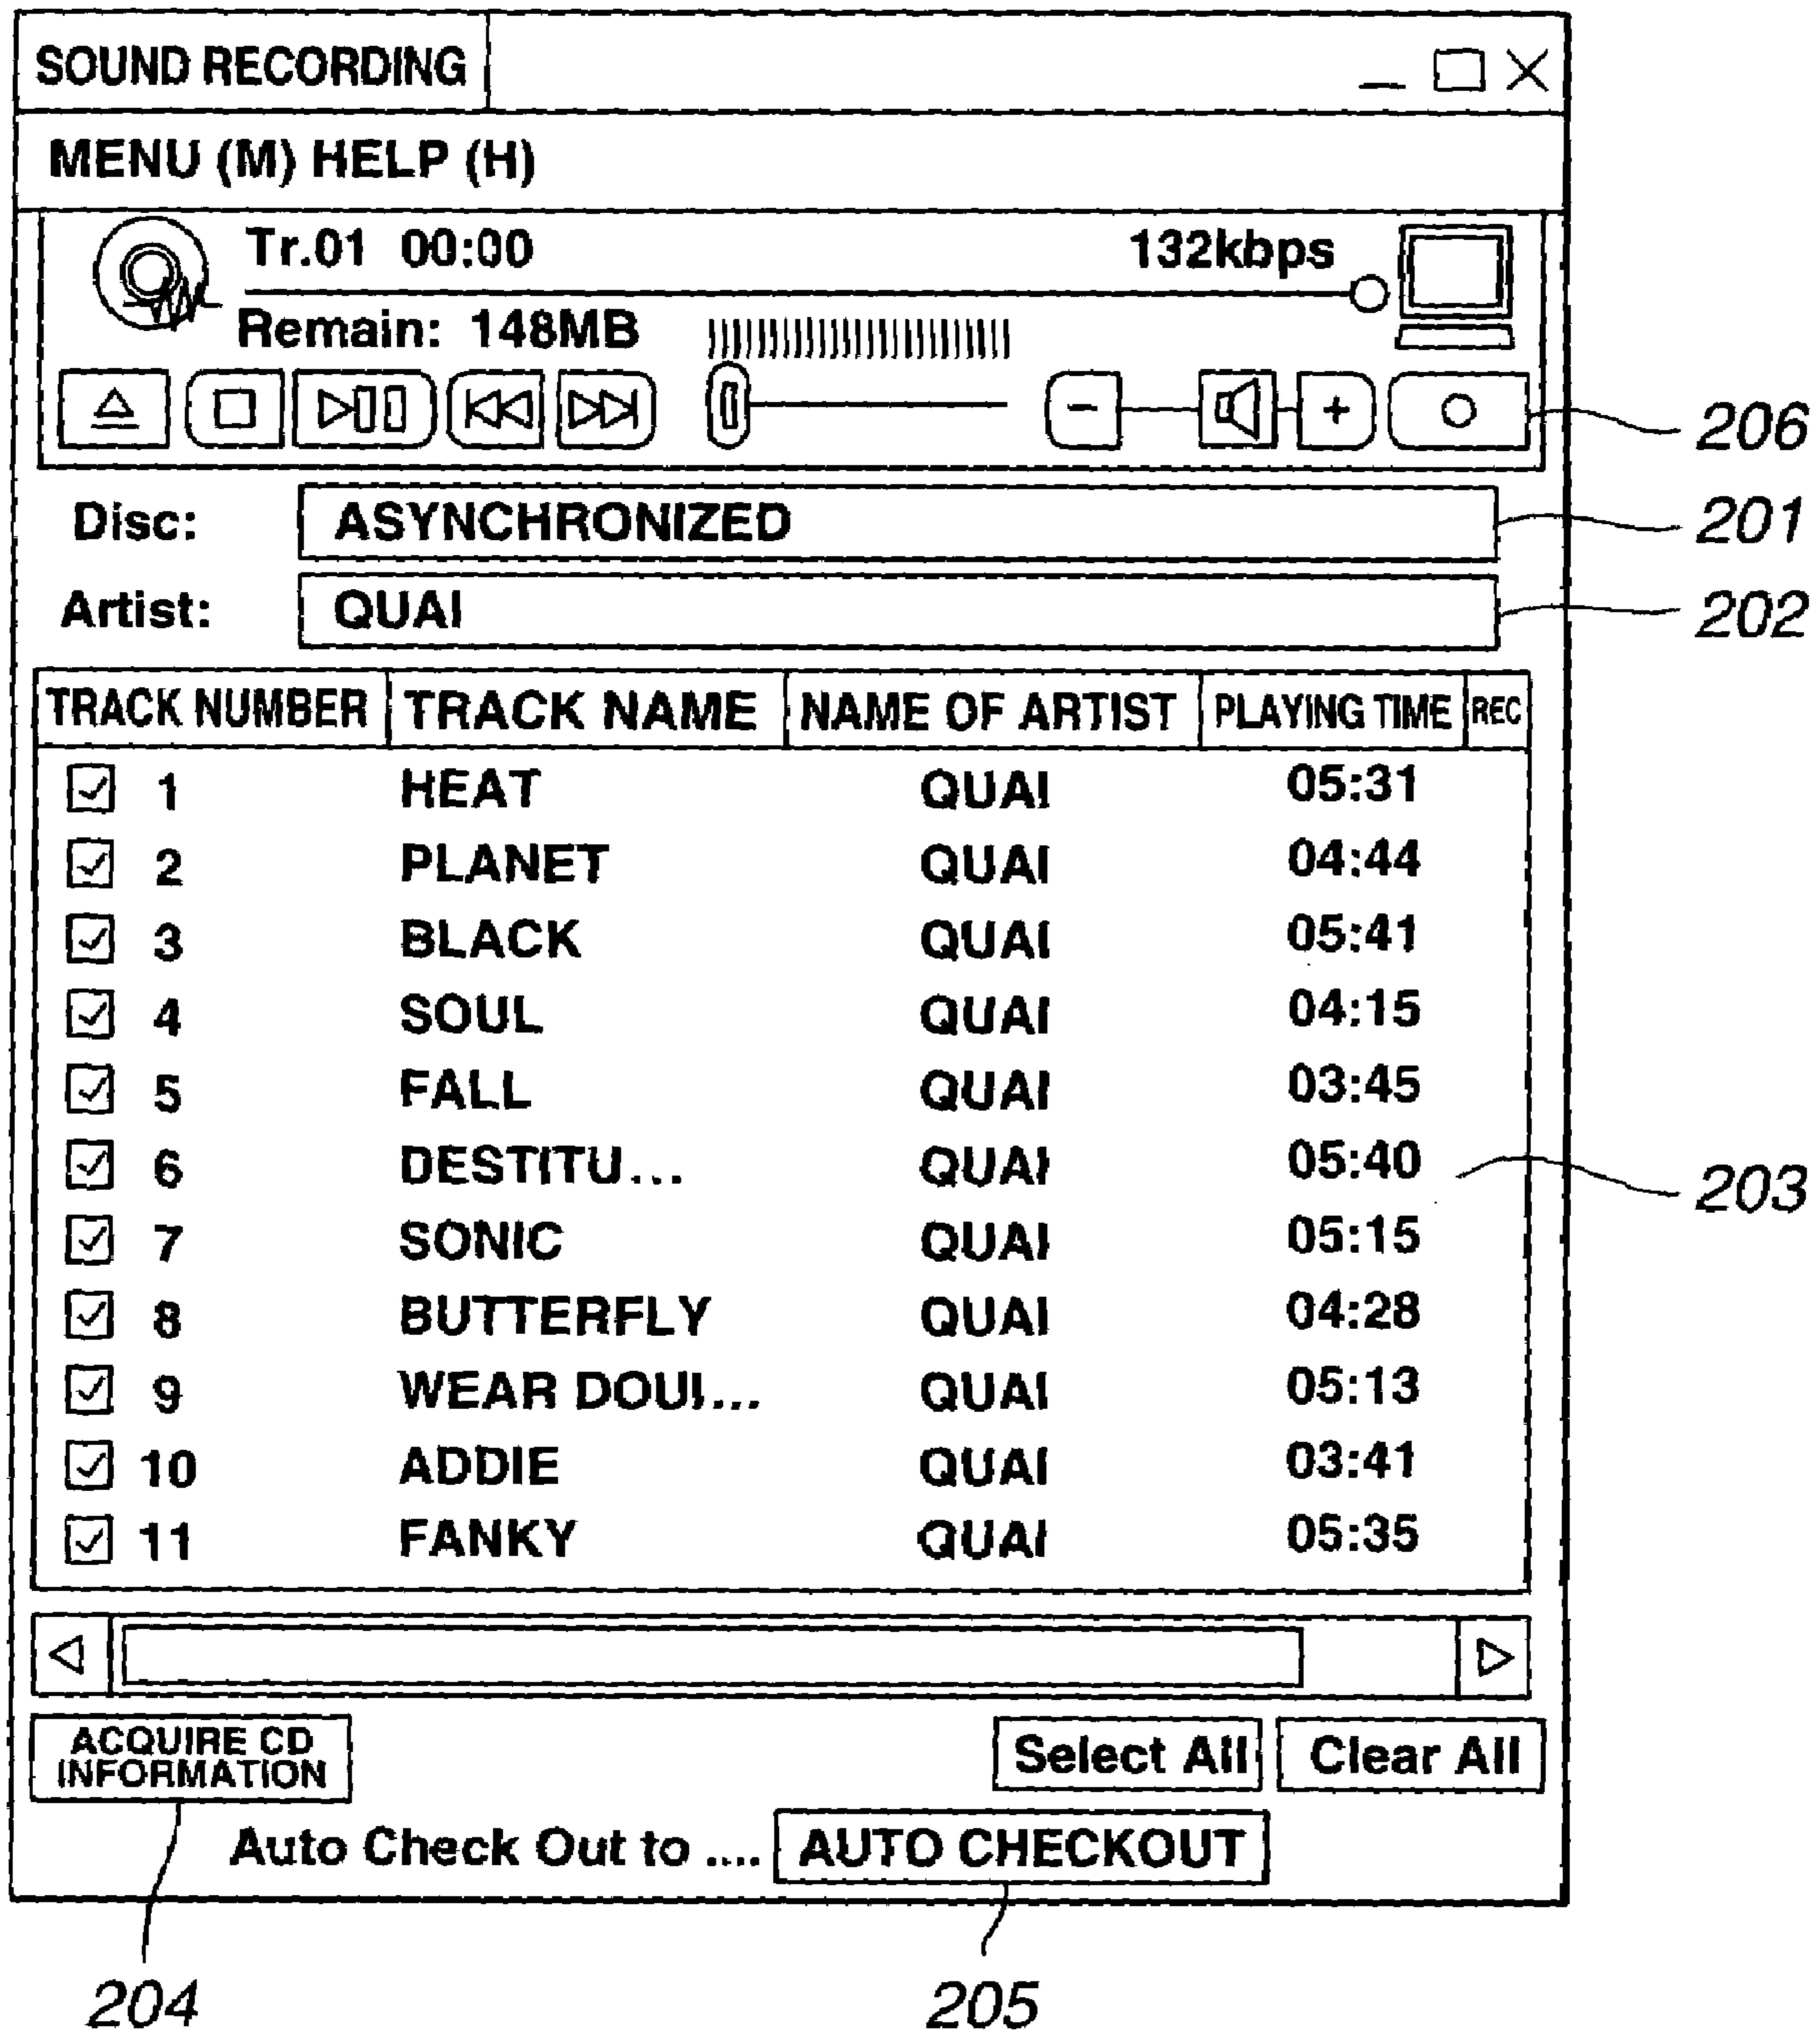 SOUND RECORDING
MENU (M) HELP (H)
Tr.01 00:00 132kbps
Remain: 148MB
206
Disc: ASYNCHRONIZED 201
Artist: QUAI 202
TRACK NUMBER TRACK NAME NAME OF ARTIST PLAYING TIME REC
1 HEAT QUAI 05:31
2 PLANET QUAI 04:44
3 BLACK QUAI 05:41
4 SOUL QUAI 04:15
5 FALL QUAI 03:45
6 DESTITU... QUAI 05:40
203
7 SONIC QUAI 05:15
8 BUTTERFLY QUAI 04:28
9 WEAR DOUI... QUAI 05:13
10 ADDIE QUAI 03:41
11 FANKY QUAI 05:35
ACQUIRE CD
INFORMATION
Select All Clear All
Auto Check Out to .... AUTO CHECKOUT
204 205